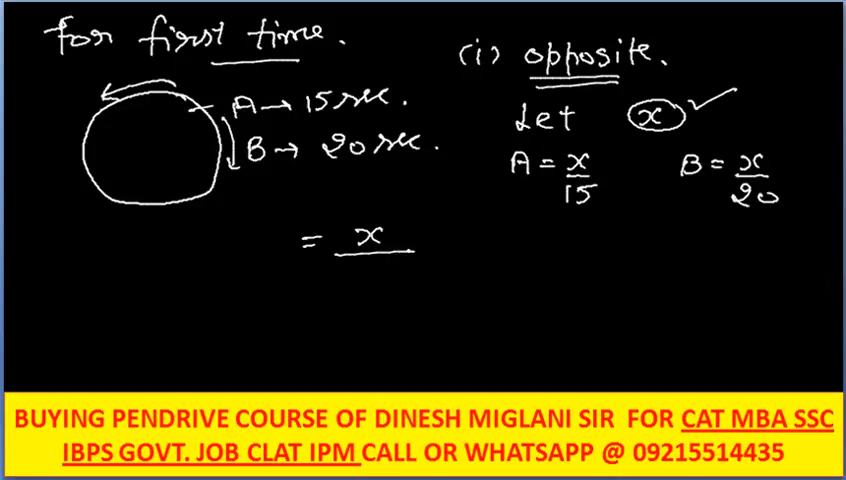 for first time.
(i) opposite.
A → 15 sec.
B → 20 sec.
Let x ✓
A = x/15 B = x/20
= x
BUYING PENDRIVE COURSE OF DINESH MIGLANI SIR FOR CAT MBA SSC
IBPS GOVT. JOB CLAT IPM CALL OR WHATSAPP @ 09215514435